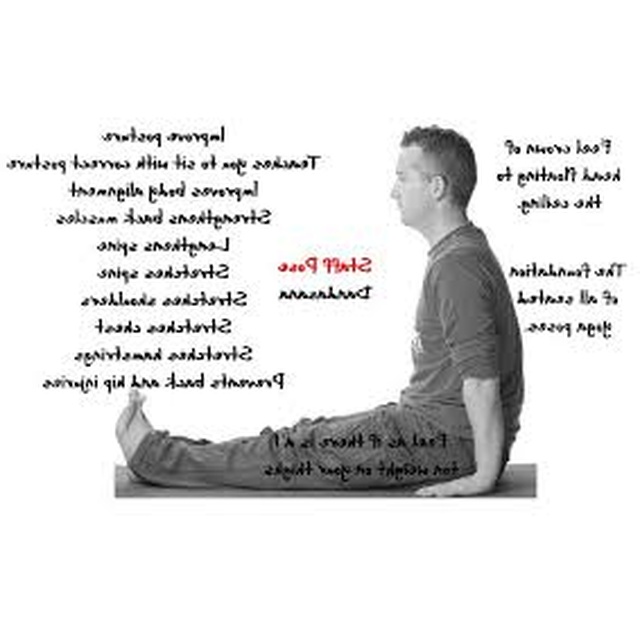 Improve posture
Teaches you to sit with correct posture
Improves body alignment
Strengthens back muscles
Lengthens spine
Stretches spine
Stretches shoulders
Stretches chest
Stretches hamstrings
Prevents back and hip injuries
Staff Pose
Dandasana
Feel crown of
head floating to
the ceiling.
The foundation
of all seated
yoga poses.
Feel as if there is a 1
ton weight on your thighs